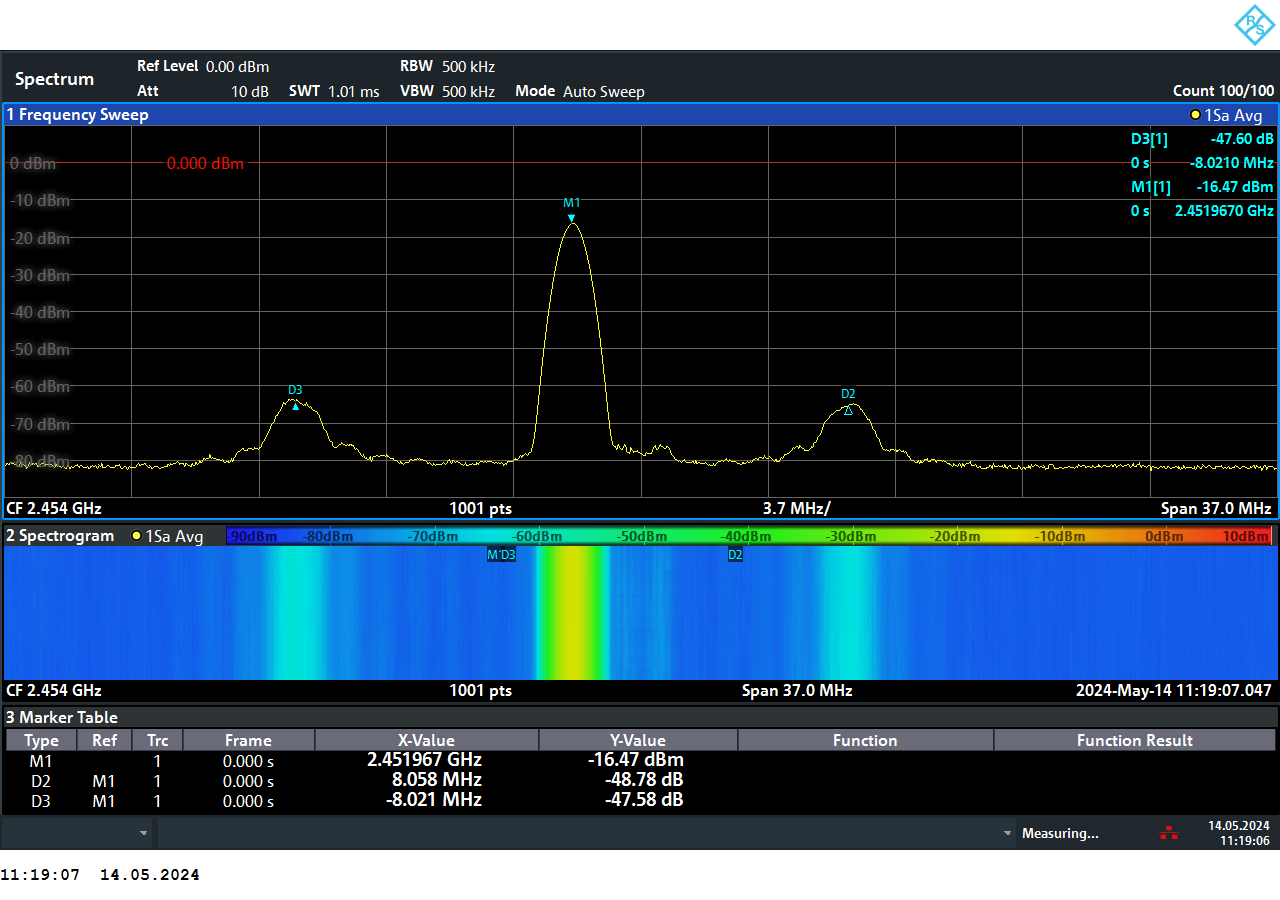 R S
Spectrum
Ref Level 0.00 dBm RBW 500 kHz
Att 10 dB SWT 1.01 ms VBW 500 kHz Mode Auto Sweep Count 100/100
1 Frequency Sweep 1Sa Avg
D3[1] -47.60 dB
0 s -8.0210 MHz
M1[1] -16.47 dBm
0 s 2.4519670 GHz
0 dBm 0.000 dBm
-10 dBm
M1
-20 dBm
-30 dBm
-40 dBm
-50 dBm
-60 dBm
D3 D2
-70 dBm
-80 dBm
CF 2.454 GHz 1001 pts 3.7 MHz/ Span 37.0 MHz
2 Spectrogram 1Sa Avg -90dBm -80dBm -70dBm -60dBm -50dBm -40dBm -30dBm -20dBm -10dBm 0dBm 10dBm
M'D3 D2
CF 2.454 GHz 1001 pts Span 37.0 MHz 2024-May-14 11:19:07.047
3 Marker Table
Type Ref Trc Frame X-Value Y-Value Function Function Result
M1 1 0.000 s 2.451967 GHz -16.47 dBm
D2 M1 1 0.000 s 8.058 MHz -48.78 dB
D3 M1 1 0.000 s -8.021 MHz -47.58 dB
Measuring... 14.05.2024
11:19:06
11:19:07 14.05.2024